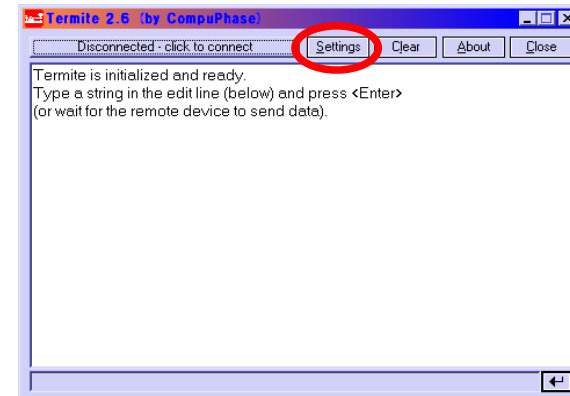 Termite 2.6 (by CompuPhase)
Disconnected - click to connect Settings Clear About Close
Termite is initialized and ready.
Type a string in the edit line (below) and press <Enter>
(or wait for the remote device to send data).